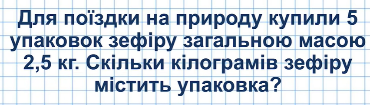 Для поїздки на природу купили 5
упаковок зефіру загальною масою
2,5 кг. Скільки кілограмів зефіру
містить упаковка?